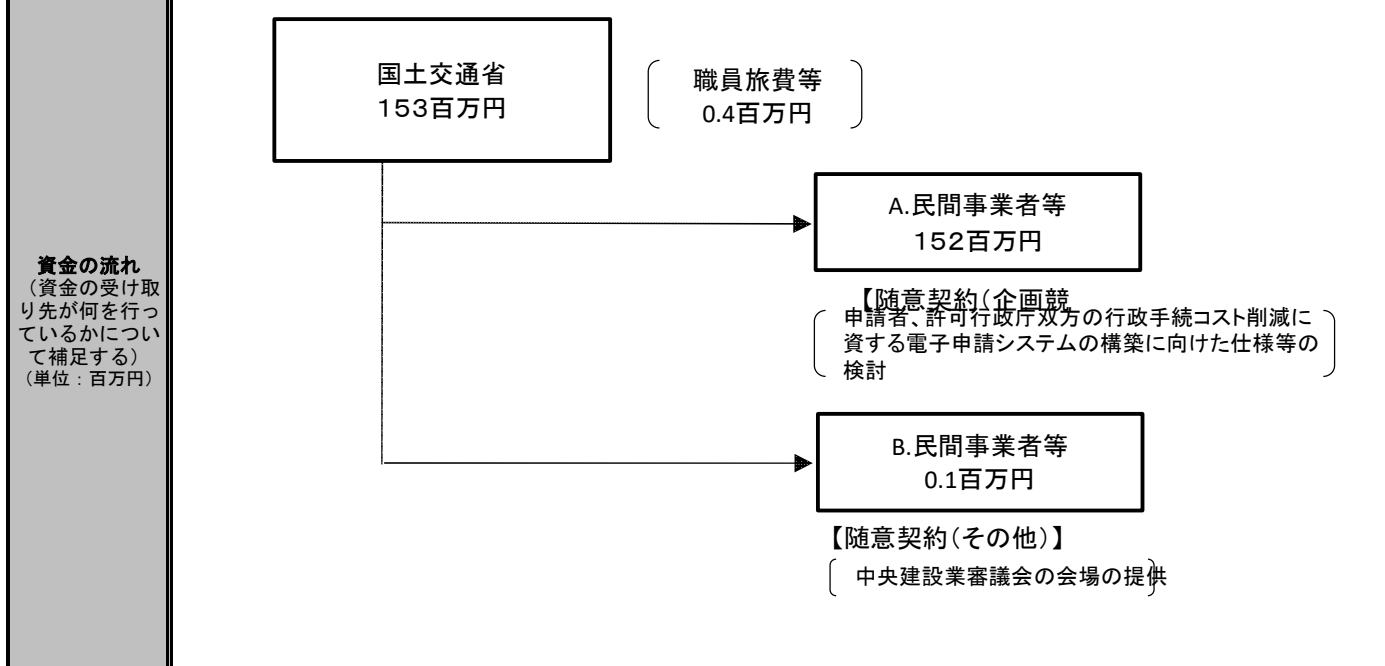 資金の流れ
（資金の受け取
り先が何を行っ
ているかについ
て補足する）
（単位：百万円）
国土交通省
１５３百万円
職員旅費等
0.4百万円
A.民間事業者等
１５２百万円
【随意契約（企画競
申請者、許可行政庁双方の行政手続コスト削減に
資する電子申請システムの構築に向けた仕様等の
検討
B.民間事業者等
0.1百万円
【随意契約（その他）】
中央建設業審議会の会場の提供